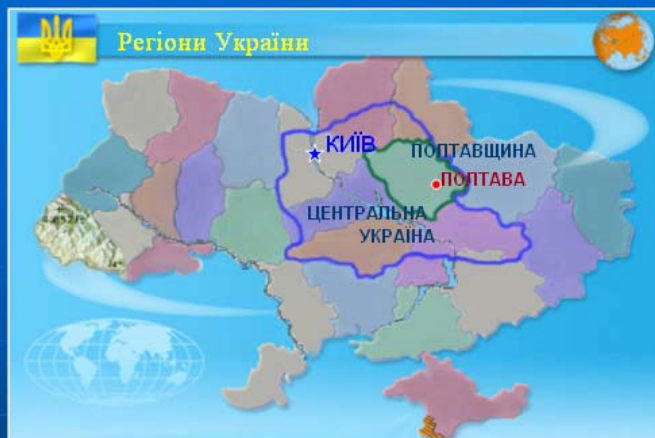 Регіони України
КИЇВ
ПОЛТАВЩИНА
ПОЛТАВА
ЦЕНТРАЛЬНА
УКРАЇНА